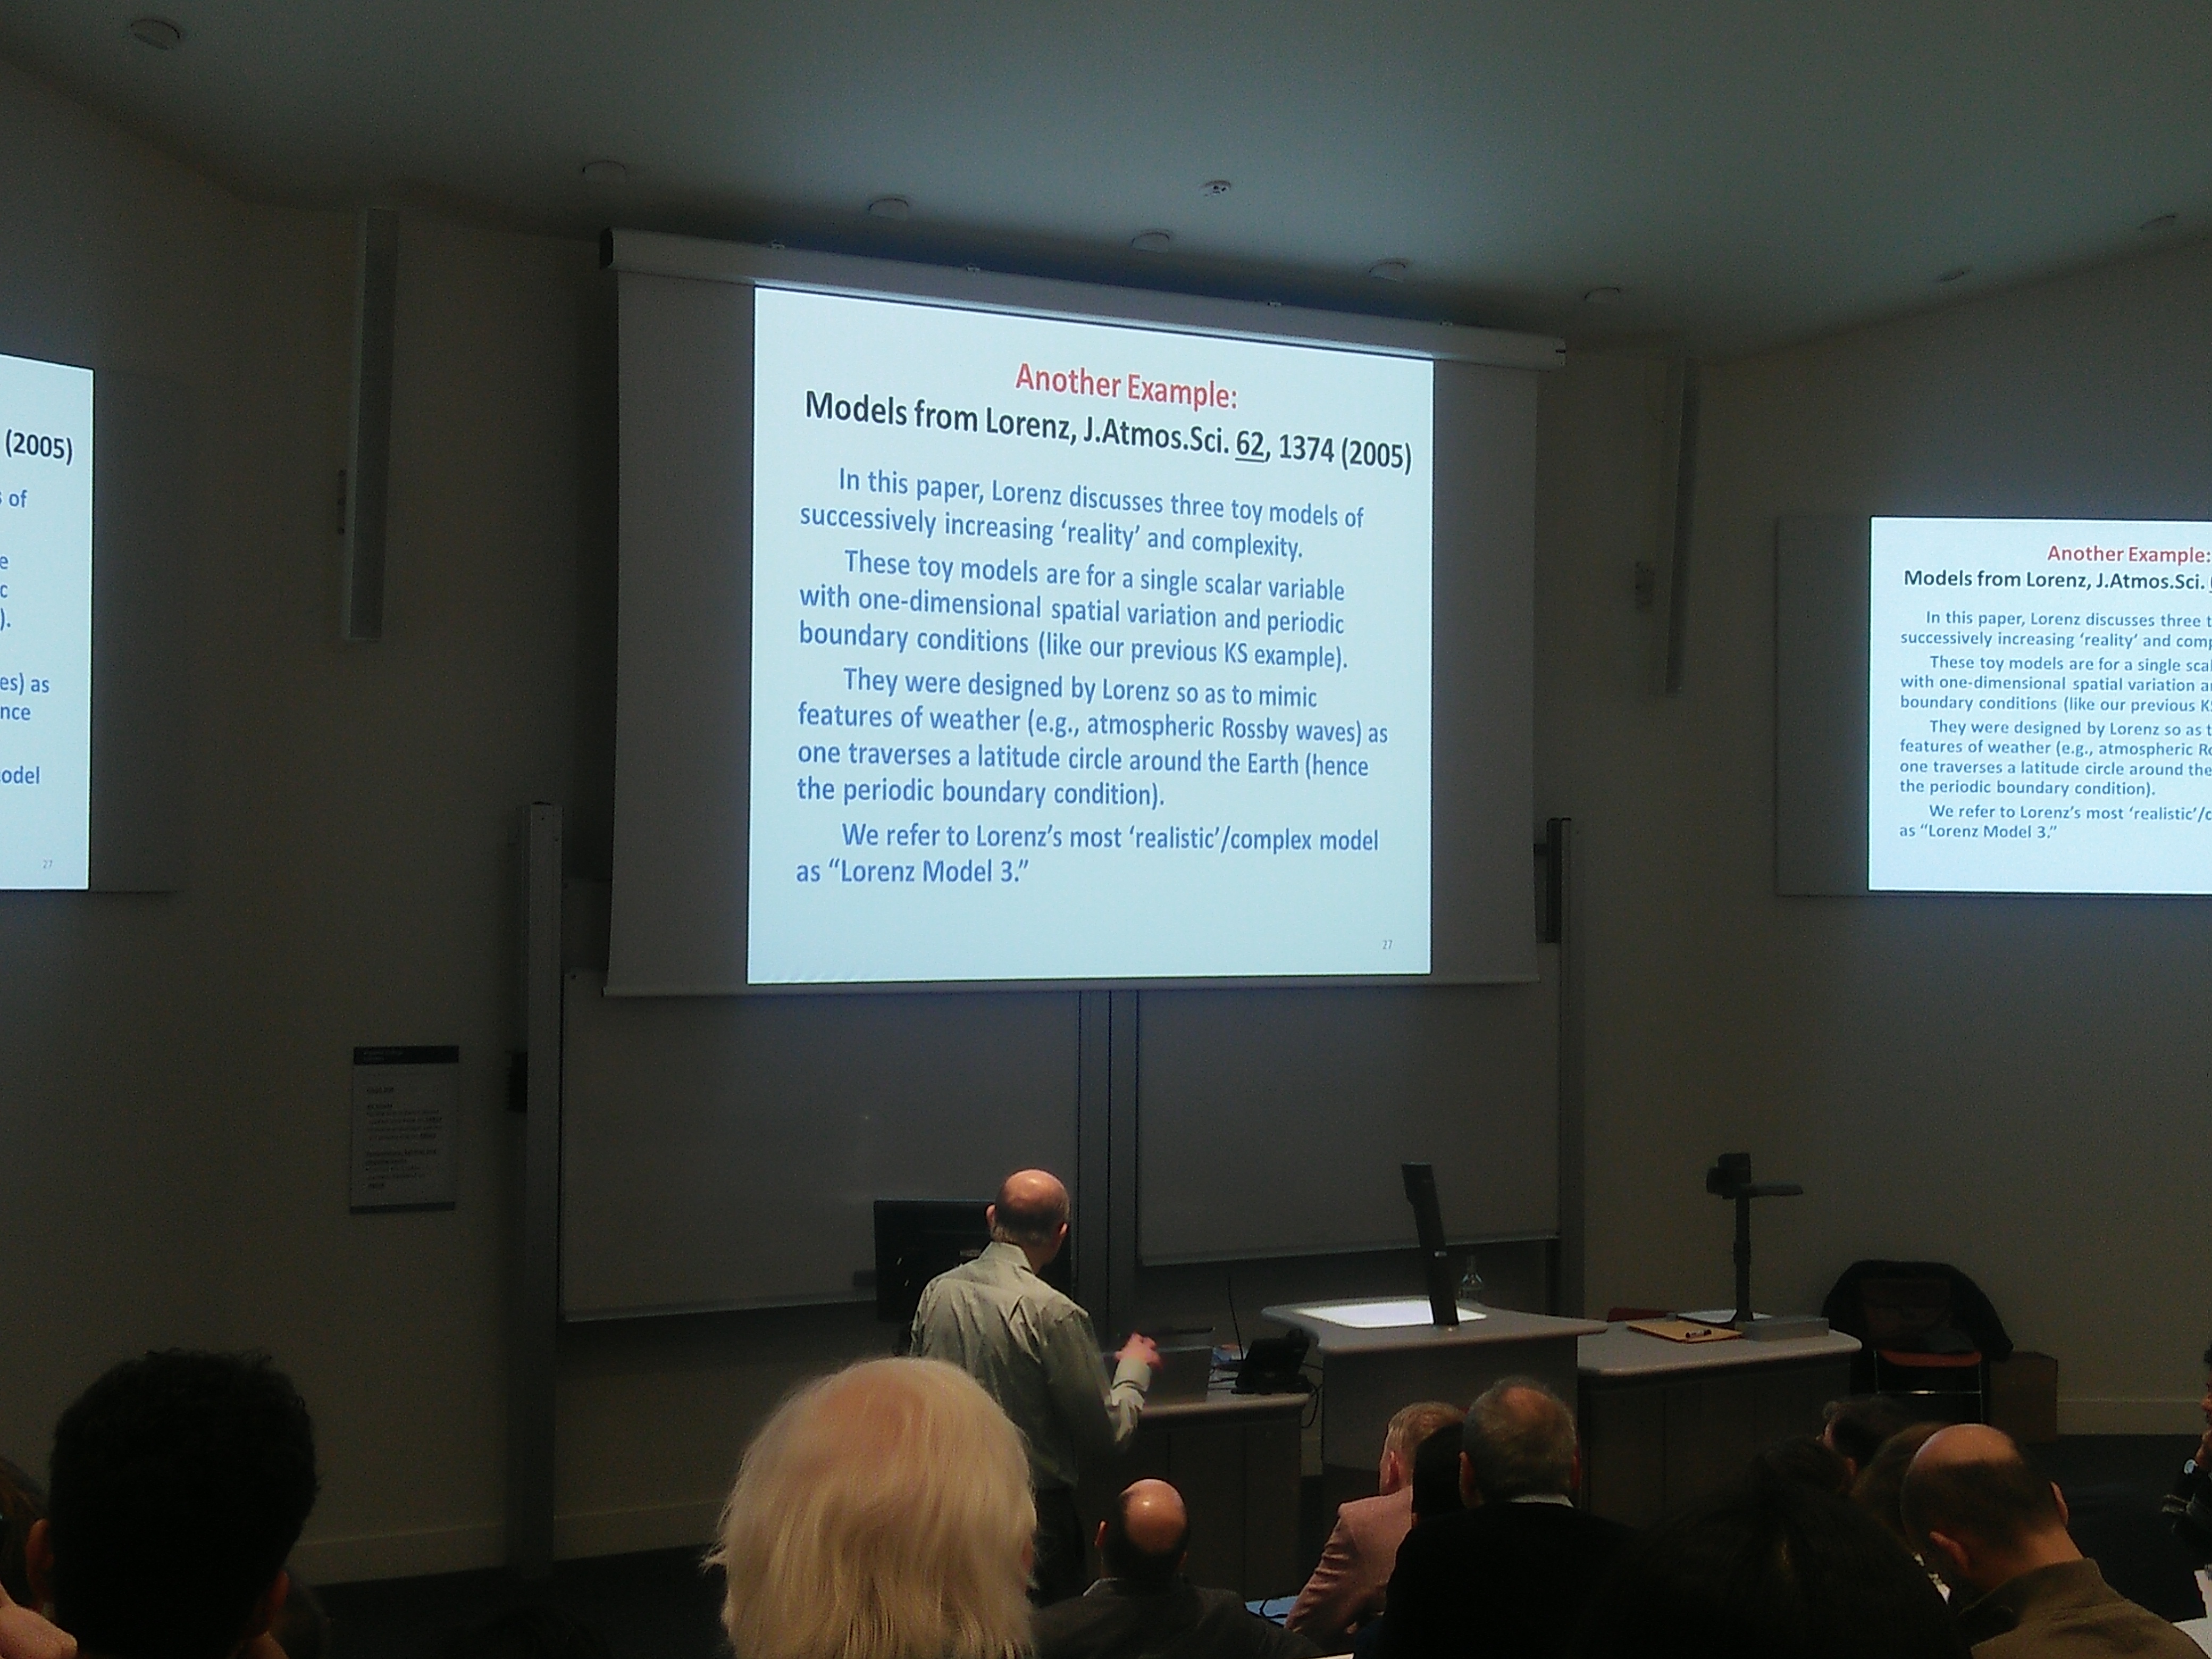 (2005)
of
e
c
).
es) as
nce
odel
27
Another Example:
Models from Lorenz, J.Atmos.Sci. 62, 1374 (2005)
In this paper, Lorenz discusses three toy models of
successively increasing ‘reality’ and complexity.
These toy models are for a single scalar variable
with one-dimensional spatial variation and periodic
boundary conditions (like our previous KS example).
They were designed by Lorenz so as to mimic
features of weather (e.g., atmospheric Rossby waves) as
one traverses a latitude circle around the Earth (hence
the periodic boundary condition).
We refer to Lorenz’s most ‘realistic’/complex model
as “Lorenz Model 3.”
27
Another Example:
Models from Lorenz, J.Atmos.Sci.
In this paper, Lorenz discusses three t
successively increasing ‘reality’ and comp
These toy models are for a single scal
with one-dimensional spatial variation a
boundary conditions (like our previous K
They were designed by Lorenz so as t
features of weather (e.g., atmospheric Ro
one traverses a latitude circle around the
the periodic boundary condition).
We refer to Lorenz’s most ‘realistic’/c
as “Lorenz Model 3.”